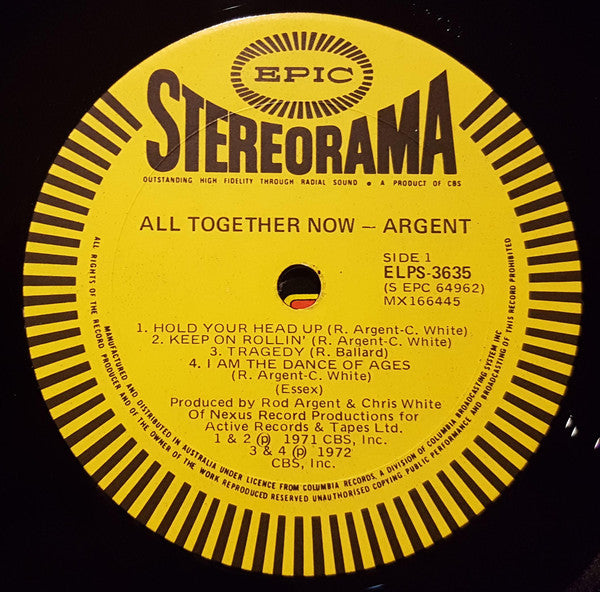 EPIC
STEREORAMA
OUTSTANDING HIGH FIDELITY THROUGH RADIAL SOUND • A PRODUCT OF CBS
ALL TOGETHER NOW — ARGENT
SIDE 1
ELPS-3635
(S EPC 64962)
MX166445
1. HOLD YOUR HEAD UP (R. Argent-C. White)
2. KEEP ON ROLLIN' (R. Argent-C. White)
3. TRAGEDY (R. Ballard)
4. I AM THE DANCE OF AGES
(R. Argent-C. White)
(Essex)
Produced by Rod Argent & Chris White
Of Nexus Record Productions for
Active Records & Tapes Ltd.
1 & 2 ℗ 1971 CBS, Inc.
3 & 4 ℗ 1972
CBS, Inc.
MANUFACTURED AND DISTRIBUTED IN AUSTRALIA UNDER LICENCE FROM COLUMBIA RECORDS, A DIVISION OF COLUMBIA BROADCASTING SYSTEM INC
ALL RIGHTS OF THE RECORD PRODUCER AND OF THE OWNER OF THE WORK REPRODUCED RESERVED UNAUTHORISED COPYING PUBLIC PERFORMANCE AND BROADCASTING OF THIS RECORD PROHIBITED